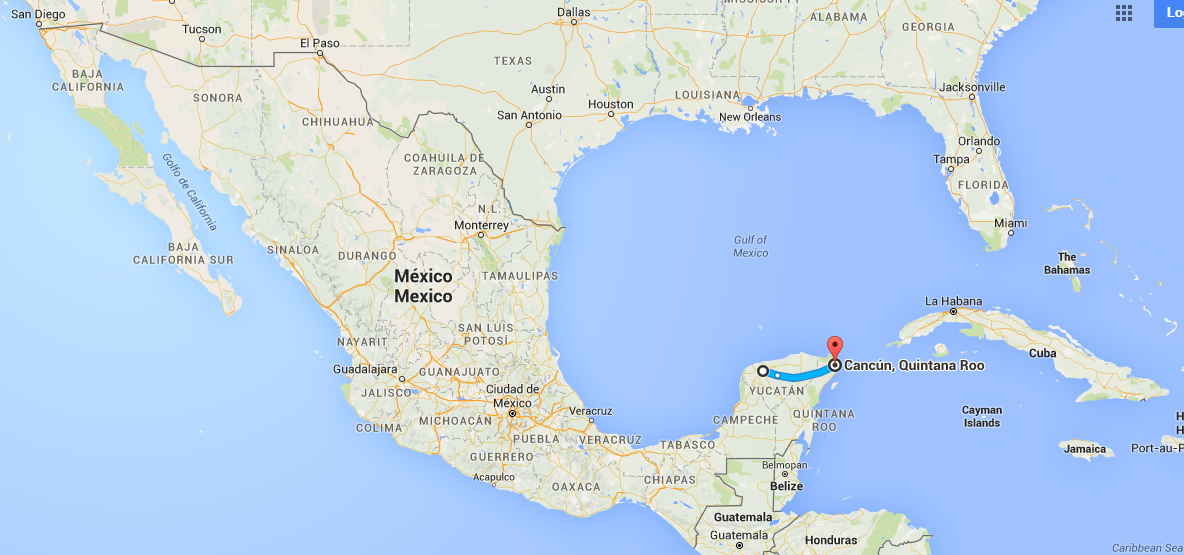 San Diego
Tucson
El Paso
Dallas
MISSISSIPPI
ALABAMA
GEORGIA
BAJA
CALIFORNIA
SONORA
CHIHUAHUA
TEXAS
Austin
San Antonio
Houston
LOUISIANA
New Orleans
Jacksonville
Orlando
Tampa
FLORIDA
Miami
Golfo de California
COAHUILA DE
ZARAGOZA
N.L.
Monterrey
BAJA
CALIFORNIA SUR
SINALOA
DURANGO
México
Mexico
TAMAULIPAS
Gulf of
Mexico
The
Bahamas
La Habana
Cuba
SAN LUIS
POTOSÍ
NAYARIT
Guadalajara
GUANAJUATO
JALISCO
Ciudad de
México
COLIMA
MICHOACÁN
PUEBLA
Veracruz
VERACRUZ
GUERRERO
Acapulco
OAXACA
TABASCO
CHIAPAS
CAMPECHE
YUCATÁN
QUINTANA
ROO
Cancún, Quintana Roo
Cayman
Islands
Jamaica
Port-au-P
Belmopan
Belize
Guatemala
Guatemala
Honduras
Caribbean Sea
Lo